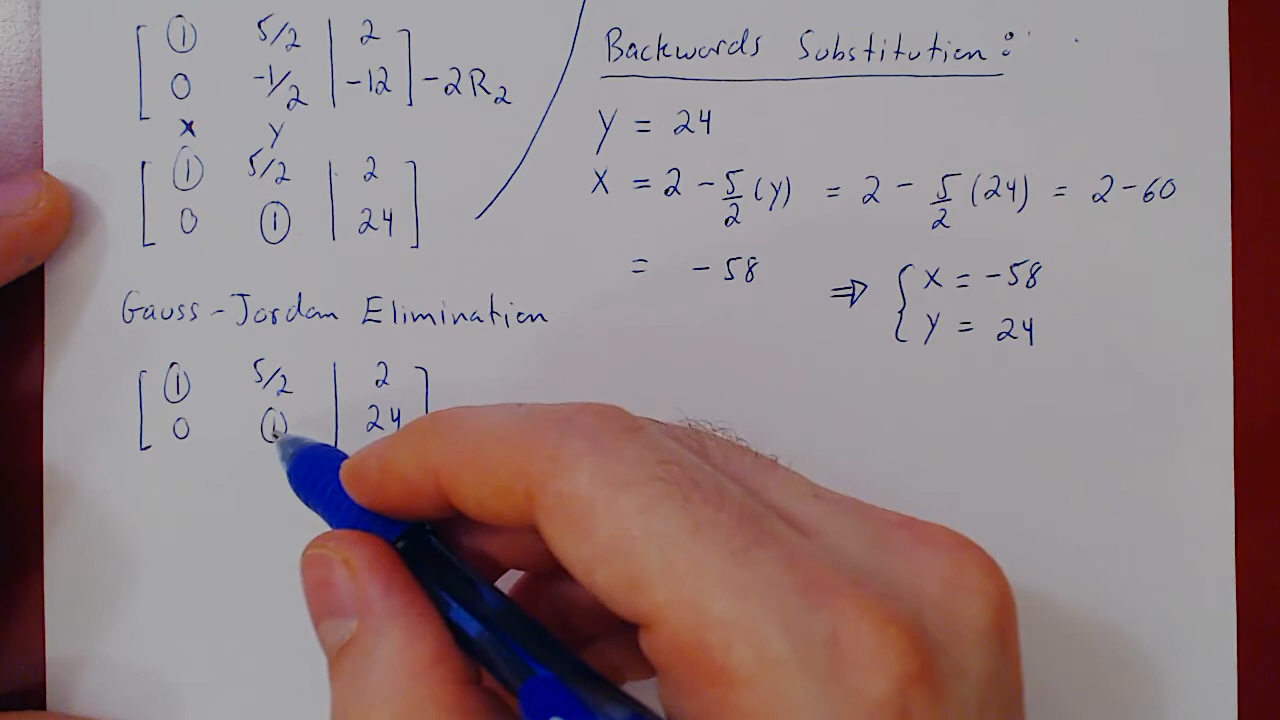 [ 1 5/2 | 2 ]
[ 0 -1/2 | -12 ] -2R2
x y
[ 1 5/2 | 2 ]
[ 0 1 | 24 ]
Gauss-Jordan Elimination
[ 1 5/2 | 2 ]
[ 0 1 | 24
Backwards Substitution:
y = 24
x = 2 - 5/2 (y) = 2 - 5/2 (24) = 2-60
= -58
⇒ { x = -58
y = 24